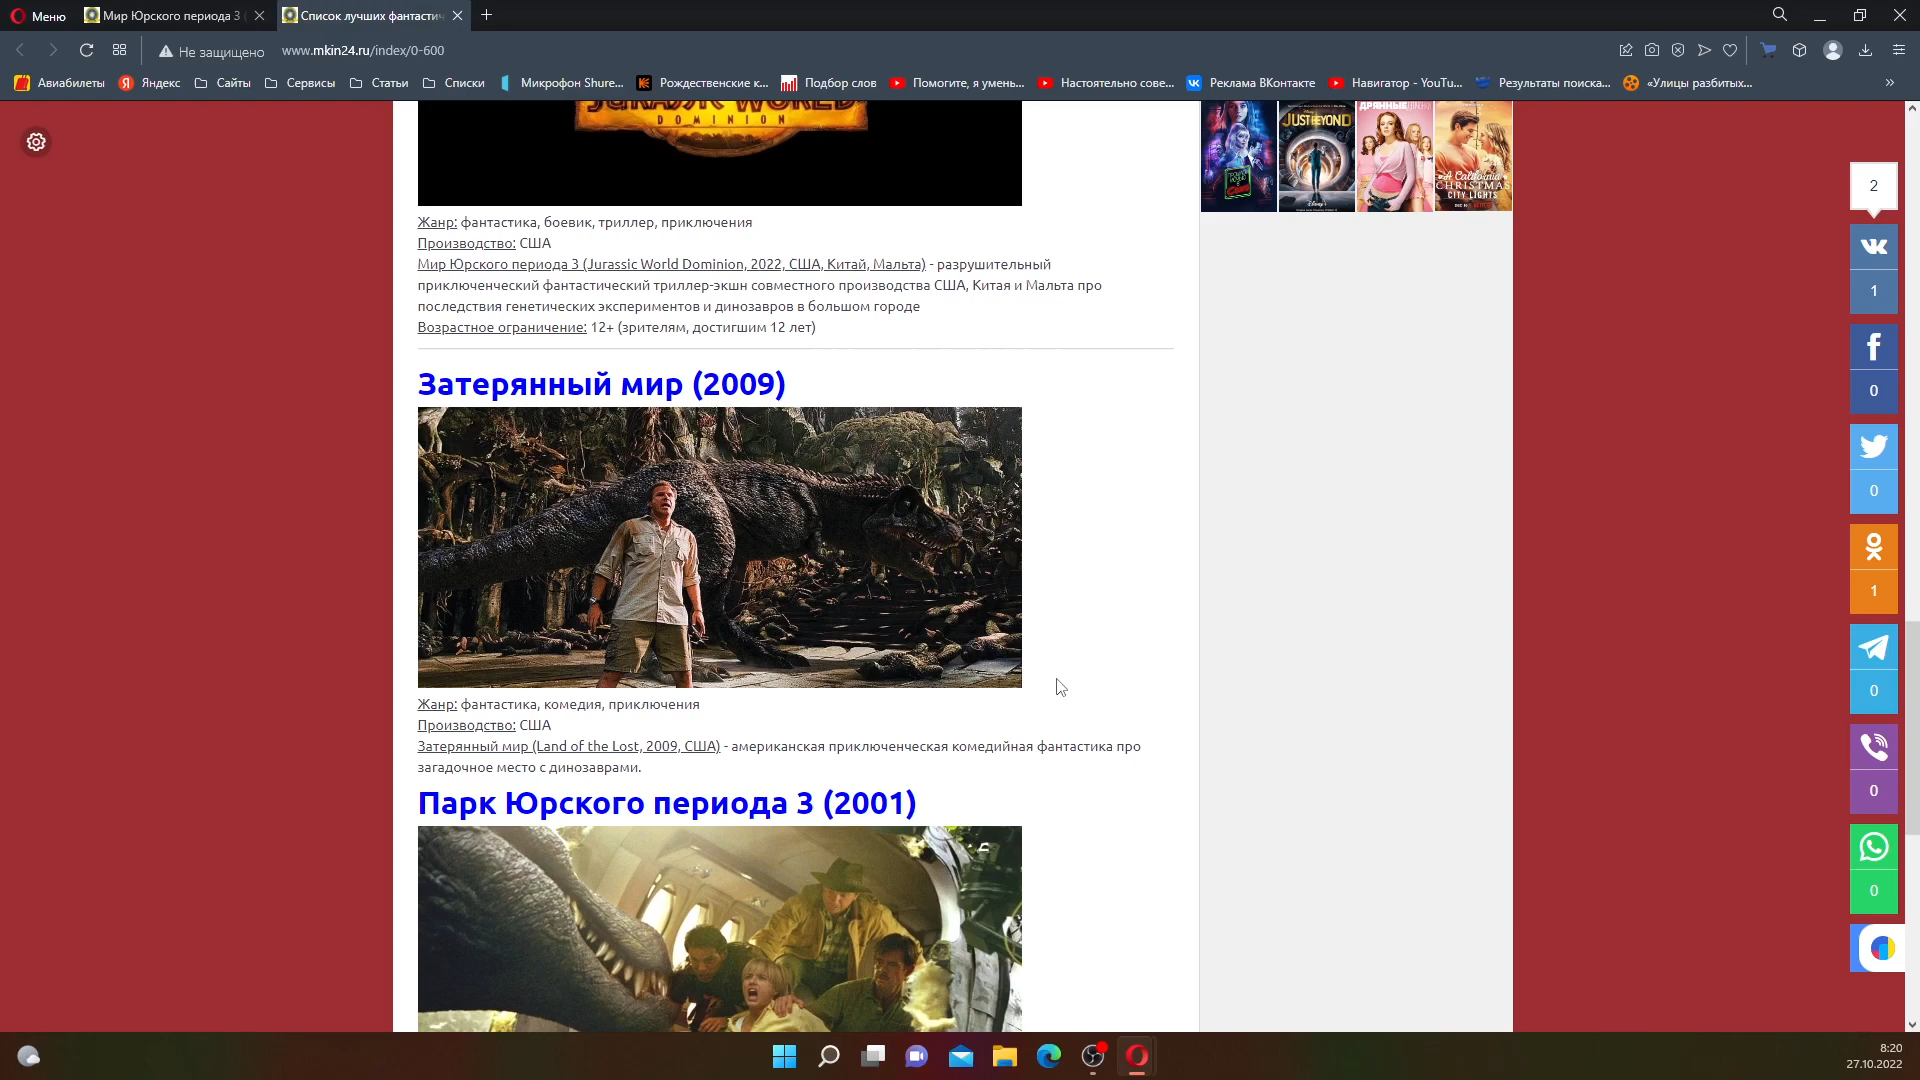 Меню
Мир Юрского периода 3 (
Список лучших фантастич
Не защищено
www.mkin24.ru/index/0-600
Авиабилеты
Яндекс
Сайты
Сервисы
Статьи
Списки
Микрофон Shure...
Рождественские к...
Подбор слов
Помогите, я умень...
Настоятельно сове...
Реклама ВКонтакте
Навигатор - YouTu...
Результаты поиска...
«Улицы разбитых...
JURASSIC WORLD
DOMINION
JUST BEYOND
Disney+
ДРЯННЫЕ
A California
CHRISTMAS
CITY LIGHTS
Жанр: фантастика, боевик, триллер, приключения
Производство: США
Мир Юрского периода 3 (Jurassic World Dominion, 2022, США, Китай, Мальта) - разрушительный
приключенческий фантастический триллер-экшн совместного производства США, Китая и Мальта про
последствия генетических экспериментов и динозавров в большом городе
Возрастное ограничение: 12+ (зрителям, достигшим 12 лет)
Затерянный мир (2009)
Жанр: фантастика, комедия, приключения
Производство: США
Затерянный мир (Land of the Lost, 2009, США) - американская приключенческая комедийная фантастика про
загадочное место с динозаврами.
Парк Юрского периода 3 (2001)
2
1
0
0
1
0
0
0
8:20
27.10.2022